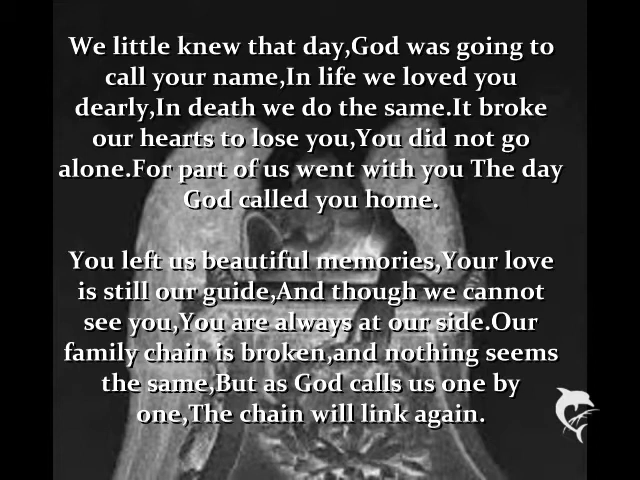 We little knew that day,God was going to
call your name,In life we loved you
dearly,In death we do the same.It broke
our hearts to lose you,You did not go
alone.For part of us went with you The day
God called you home.
You left us beautiful memories,Your love
is still our guide,And though we cannot
see you,You are always at our side.Our
family chain is broken,and nothing seems
the same,But as God calls us one by
one,The chain will link again.